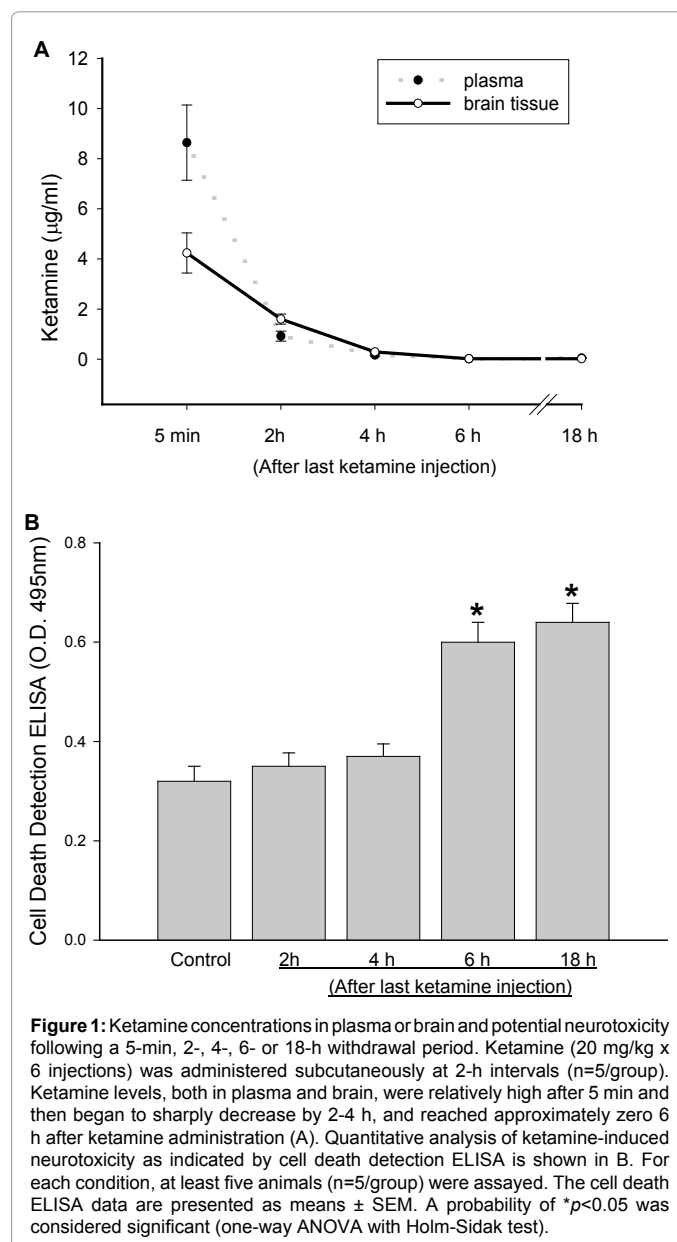 A
12
10
8
6
4
2
0
Ketamine (µg/ml)
plasma
brain tissue
5 min 2h 4 h 6 h 18 h
(After last ketamine injection)
B
0.8
0.6
0.4
0.2
0.0
Cell Death Detection ELISA (O.D. 495nm)
* *
Control 2h 4 h 6 h 18 h
(After last ketamine injection)
Figure 1: Ketamine concentrations in plasma or brain and potential neurotoxicity
following a 5-min, 2-, 4-, 6- or 18-h withdrawal period. Ketamine (20 mg/kg x
6 injections) was administered subcutaneously at 2-h intervals (n=5/group).
Ketamine levels, both in plasma and brain, were relatively high after 5 min and
then began to sharply decrease by 2-4 h, and reached approximately zero 6
h after ketamine administration (A). Quantitative analysis of ketamine-induced
neurotoxicity as indicated by cell death detection ELISA is shown in B. For
each condition, at least five animals (n=5/group) were assayed. The cell death
ELISA data are presented as means ± SEM. A probability of *p<0.05 was
considered significant (one-way ANOVA with Holm-Sidak test).